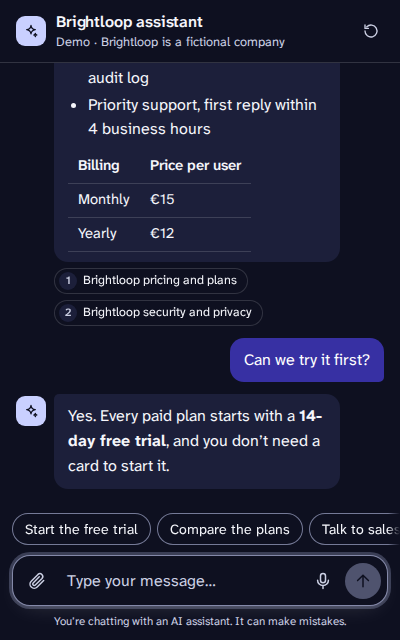 Brightloop assistant
Demo · Brightloop is a fictional company
audit log
• Priority support, first reply within
4 business hours
Billing Price per user
Monthly €15
Yearly €12
1 Brightloop pricing and plans
2 Brightloop security and privacy
Can we try it first?
Yes. Every paid plan starts with a 14-
day free trial, and you don’t need a
card to start it.
Start the free trial Compare the plans Talk to sales
Type your message...
You’re chatting with an AI assistant. It can make mistakes.